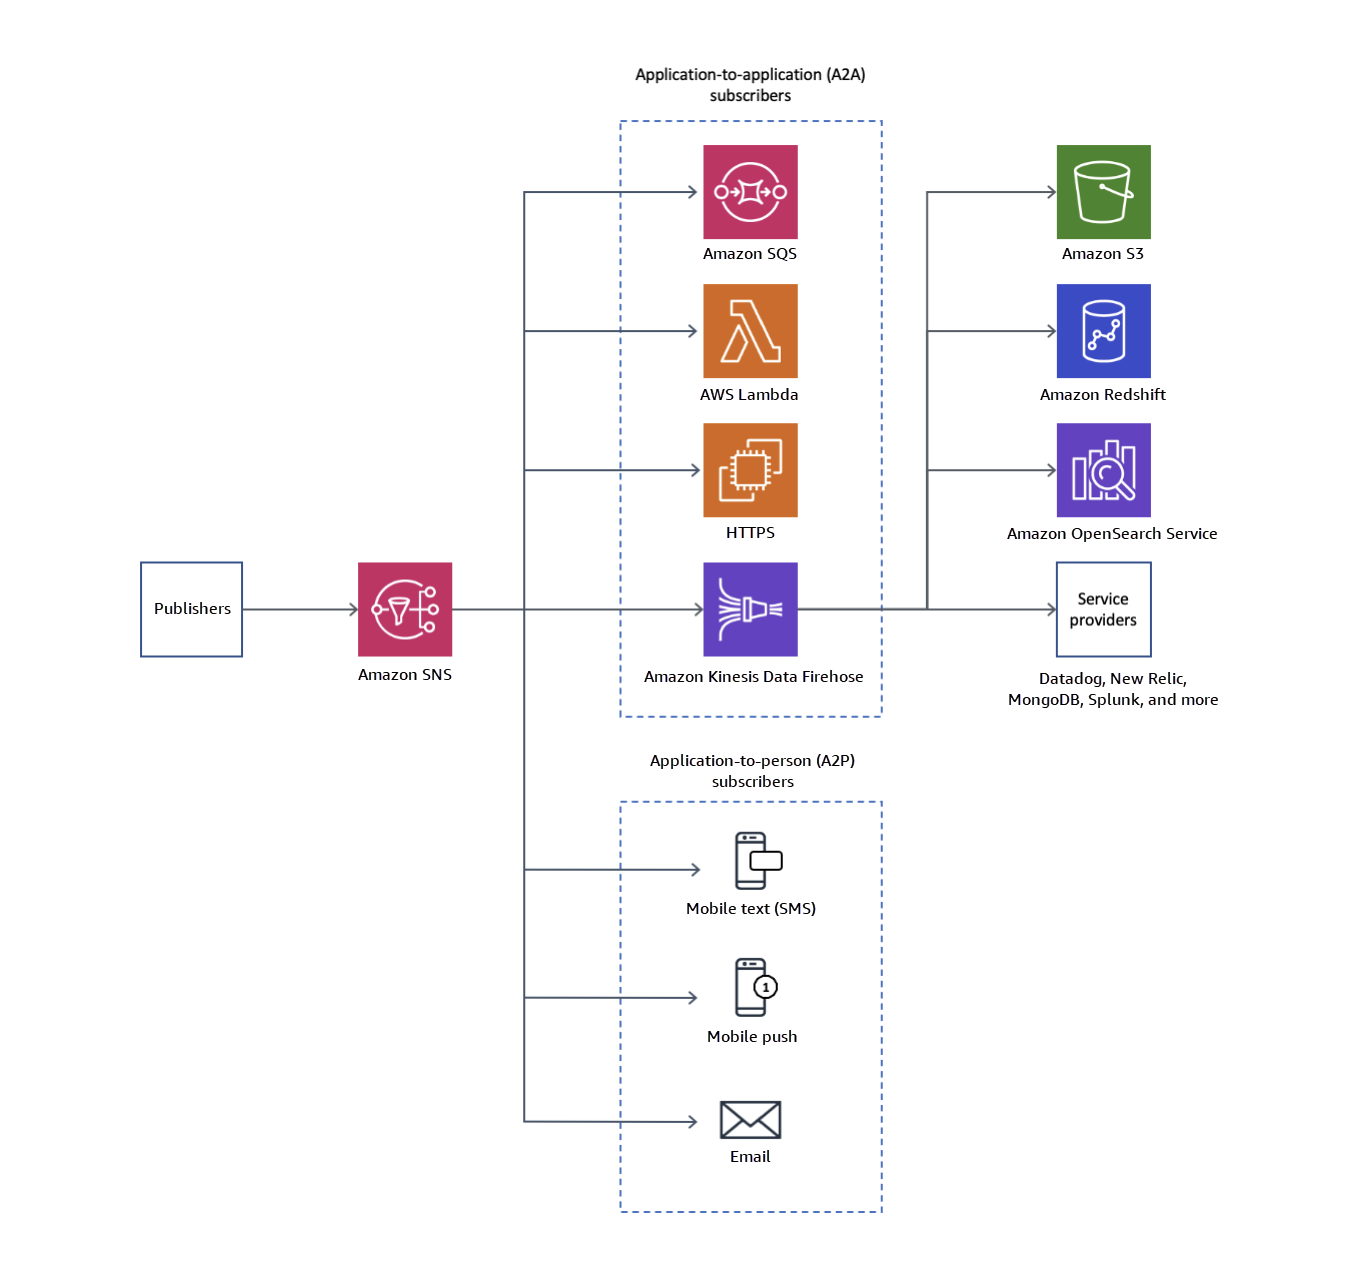 Application-to-application (A2A)
subscribers
Amazon SQS
Amazon S3
AWS Lambda
Amazon Redshift
HTTPS
Amazon OpenSearch Service
Publishers
Amazon SNS
Amazon Kinesis Data Firehose
Service
providers
Datadog, New Relic,
MongoDB, Splunk, and more
Application-to-person (A2P)
subscribers
Mobile text (SMS)
1
Mobile push
Email